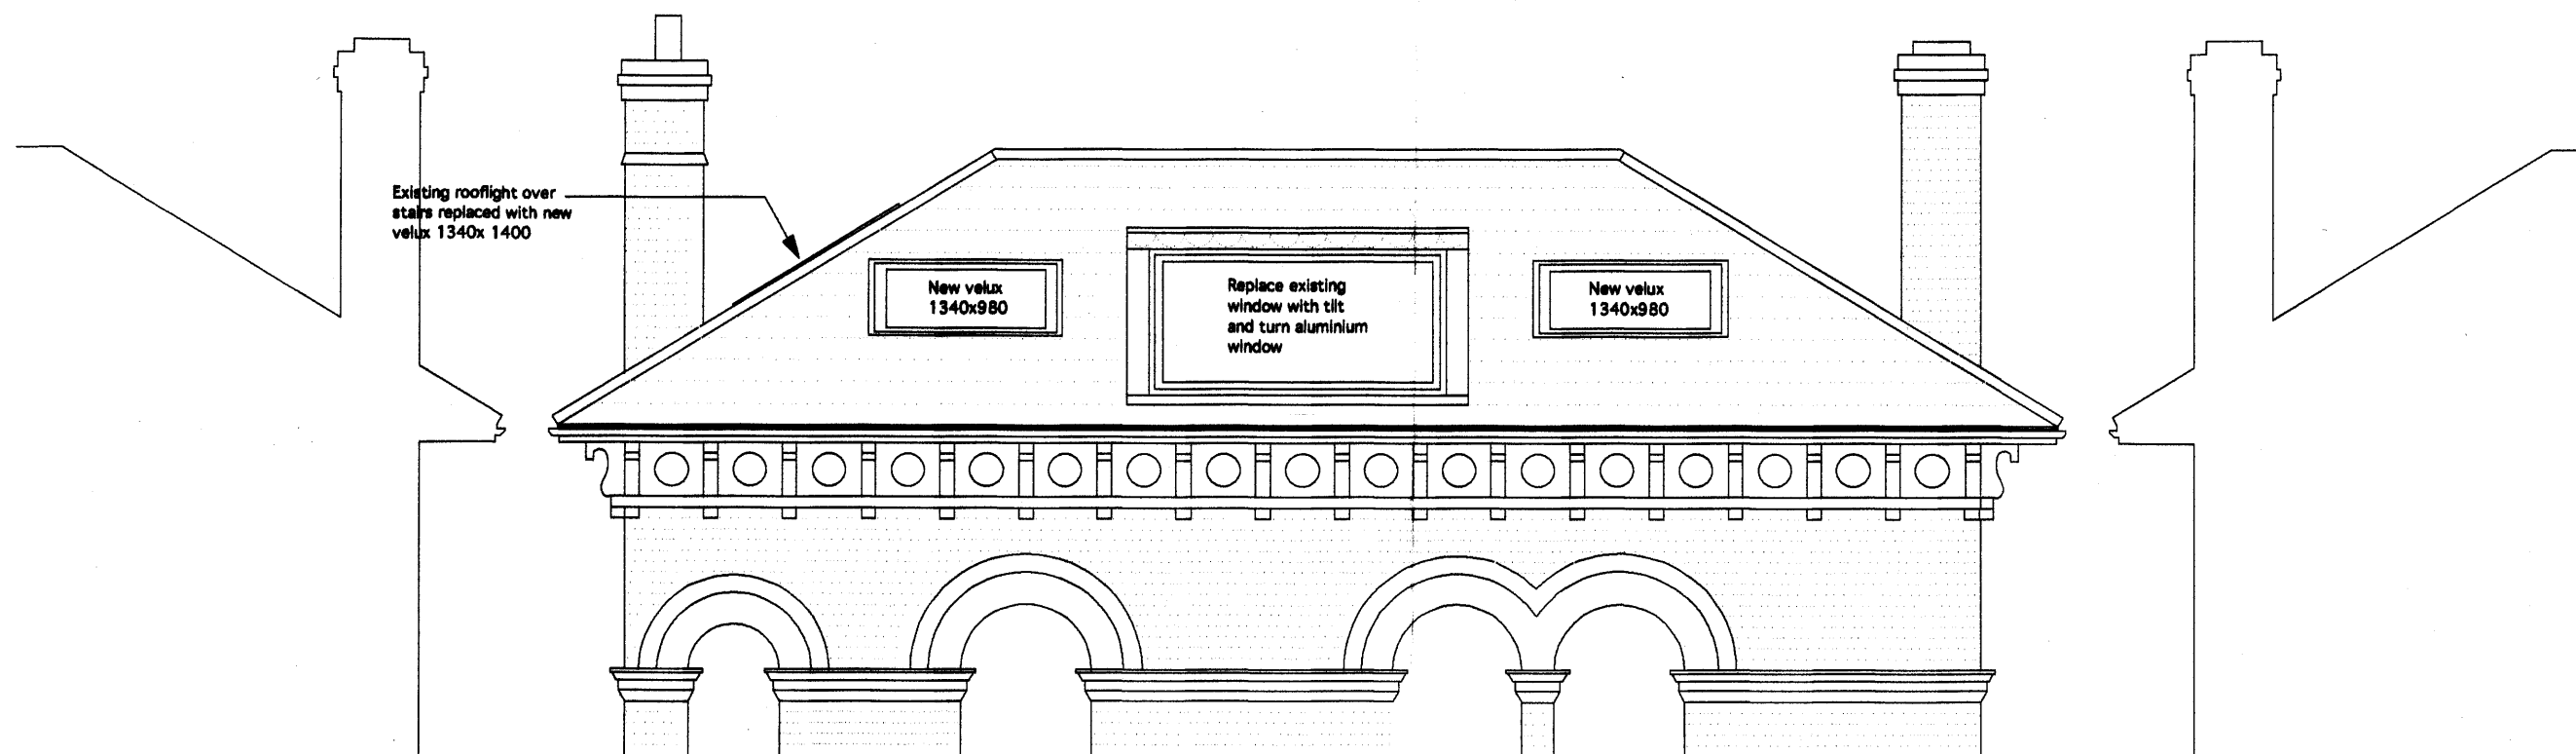 Existing rooflight over
stairs replaced with new
velux 1340x 1400
New velux
1340x980
Replace existing
window with tilt
and turn aluminium
window
New velux
1340x980